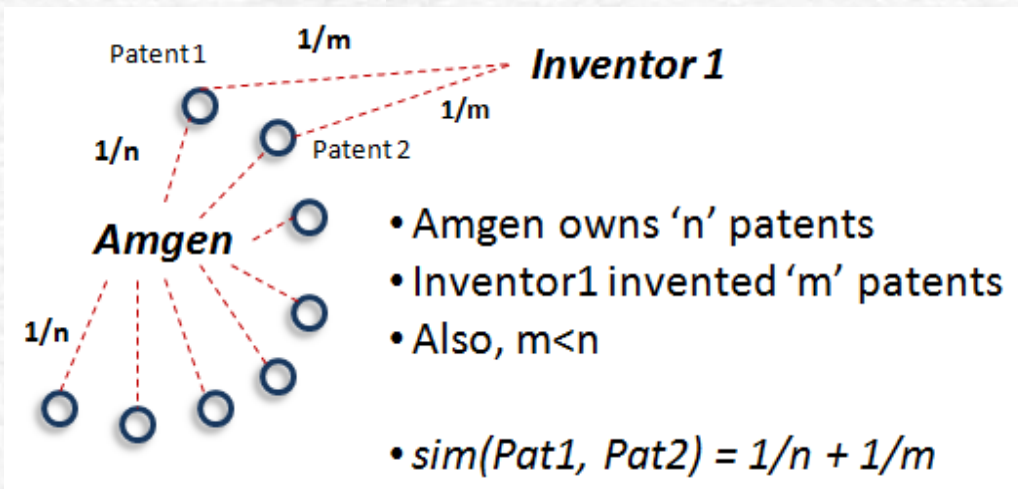 1/m
Patent 1
Inventor 1
1/m
1/n
Patent 2
Amgen
• Amgen owns ‘n’ patents
• Inventor1 invented ‘m’ patents
• Also, m<n
1/n
• sim(Pat1, Pat2) = 1/n + 1/m